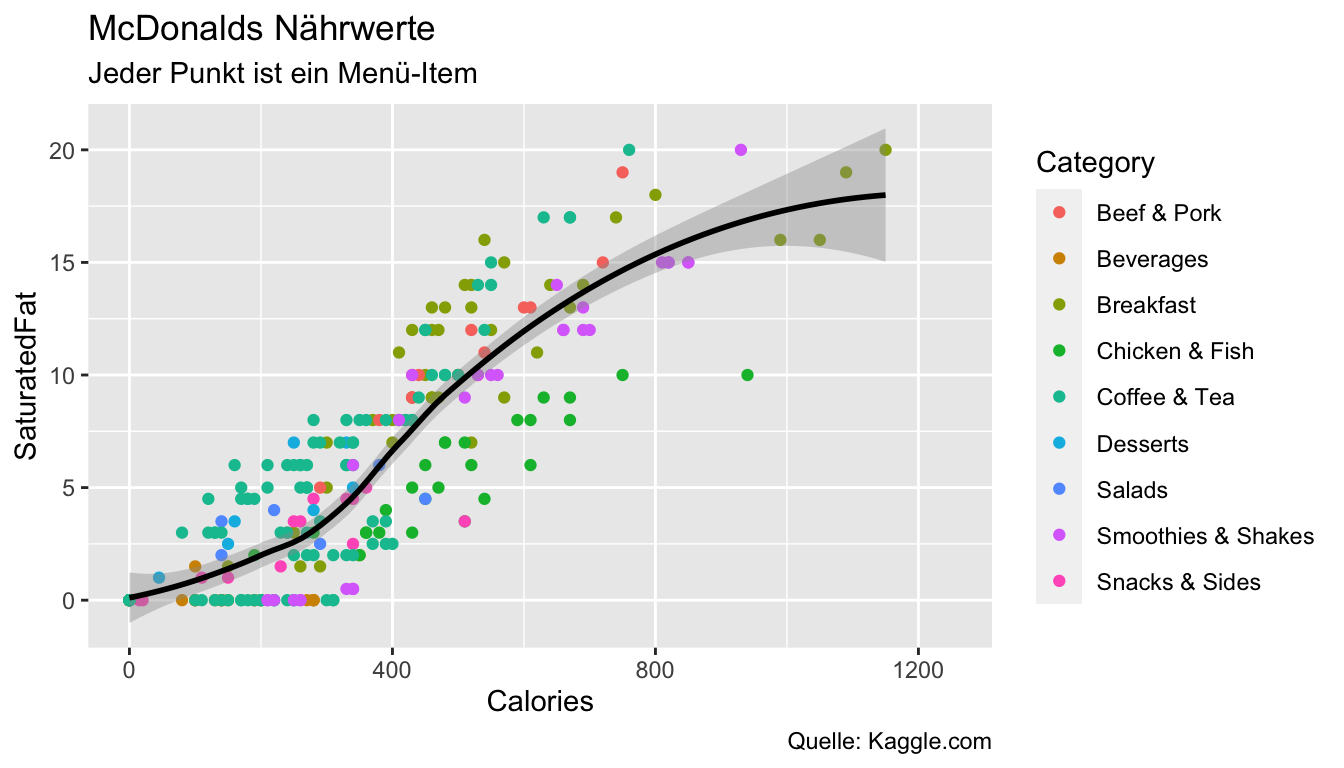 McDonalds Nährwerte
Jeder Punkt ist ein Menü-Item
SaturatedFat
20
15
10
5
0
0
400
800
1200
Calories
Category
Beef & Pork
Beverages
Breakfast
Chicken & Fish
Coffee & Tea
Desserts
Salads
Smoothies & Shakes
Snacks & Sides
Quelle: Kaggle.com